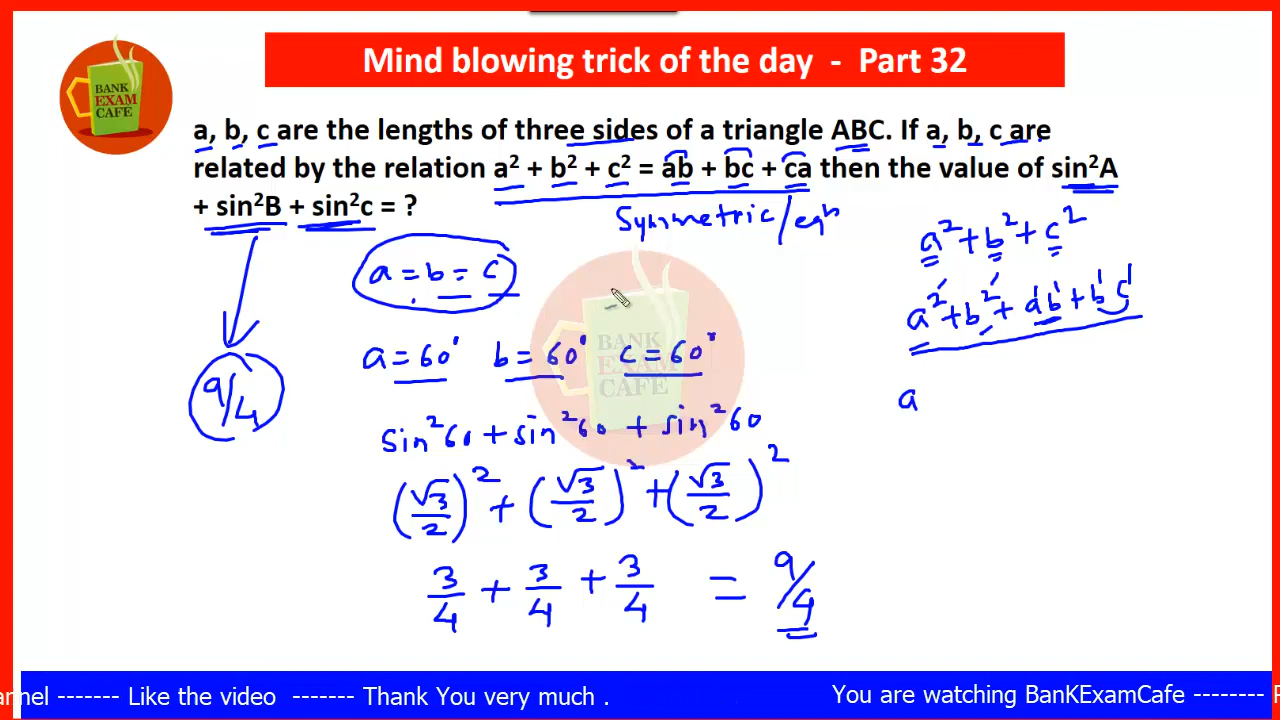 Mind blowing trick of the day - Part 32
BANK
EXAM
CAFE
a, b, c are the lengths of three sides of a triangle ABC. If a, b, c are
related by the relation a² + b² + c² = ab + bc + ca then the value of sin²A
+ sin²B + sin²c = ?
Symmetric/eqⁿ
a² + b² + c²
a = b = c
a² + b² + a'b' + b'c'
a = 60° b = 60° c = 60°
BANK
EXAM
CAFE
9/4
a
sin²60 + sin²60 + sin²60
(√3/2)² + (√3/2)² + (√3/2)²
3/4 + 3/4 + 3/4 = 9/4
annel ------- Like the video ------- Thank You very much .
You are watching BanKExamCafe --------